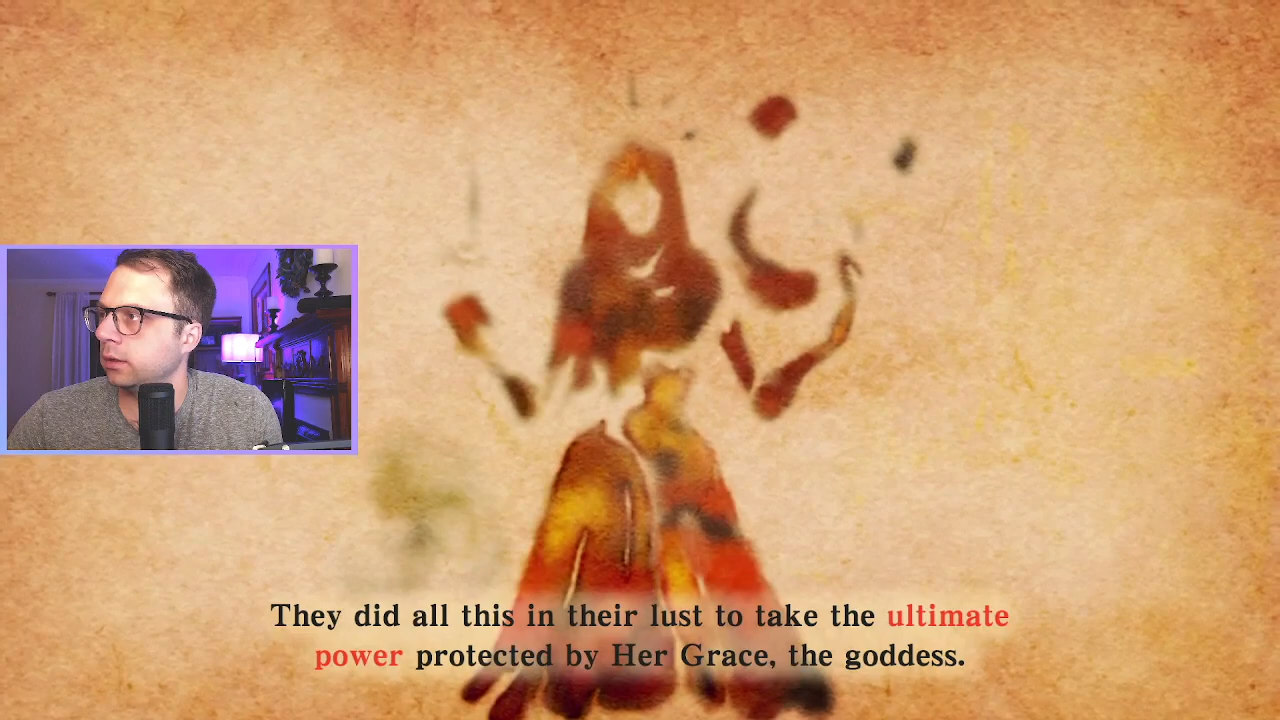 They did all this in their lust to take the ultimate
power protected by Her Grace, the goddess.